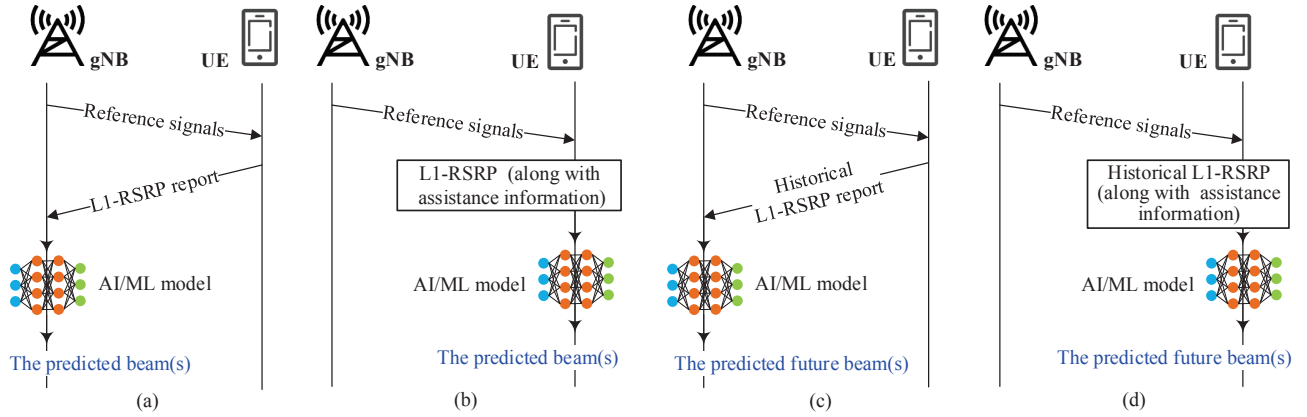 gNB
UE
Reference signals
L1-RSRP report
AI/ML model
The predicted beam(s)
(a)
gNB
UE
Reference signals
L1-RSRP (along with
assistance information)
AI/ML model
The predicted beam(s)
(b)
gNB
UE
Reference signals
Historical
L1-RSRP report
AI/ML model
The predicted future beam(s)
(c)
gNB
UE
Reference signals
Historical L1-RSRP
(along with assistance
information)
AI/ML model
The predicted future beam(s)
(d)